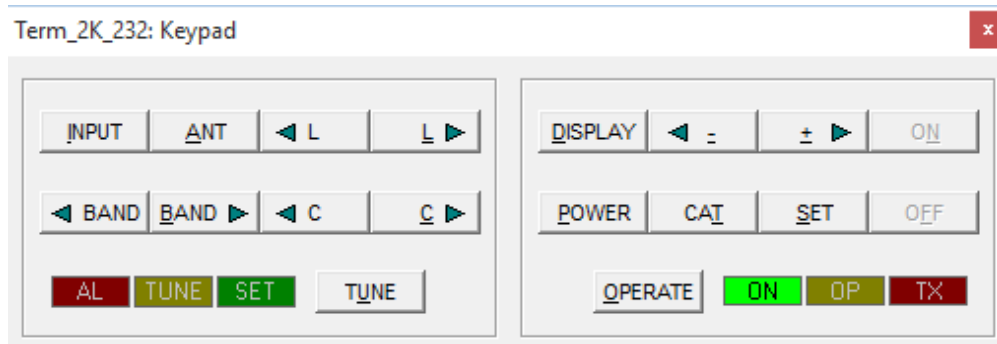 Term_2K_232: Keypad x
INPUT ANT L L DISPLAY - + ON
BAND BAND C C POWER CAT SET OFF
AL TUNE SET TUNE OPERATE ON OP TX